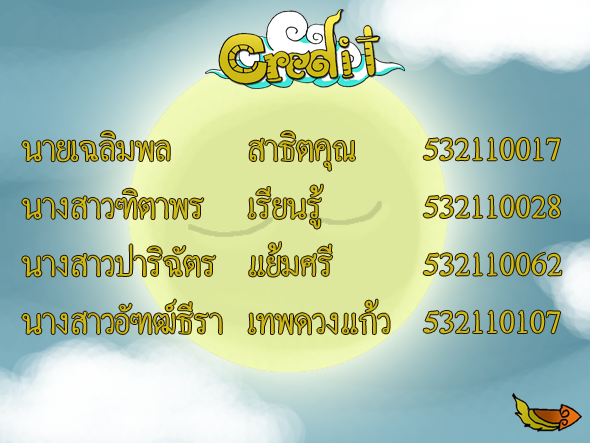 Credit
นายเฉลิมพล สาธิตคุณ 532110017
นางสาวฑิตาพร เรียนรู้ 532110028
นางสาวปาริฉัตร แย้มศรี 532110062
นางสาวอัฑฒ์ธีรา เทพดวงแก้ว 532110107